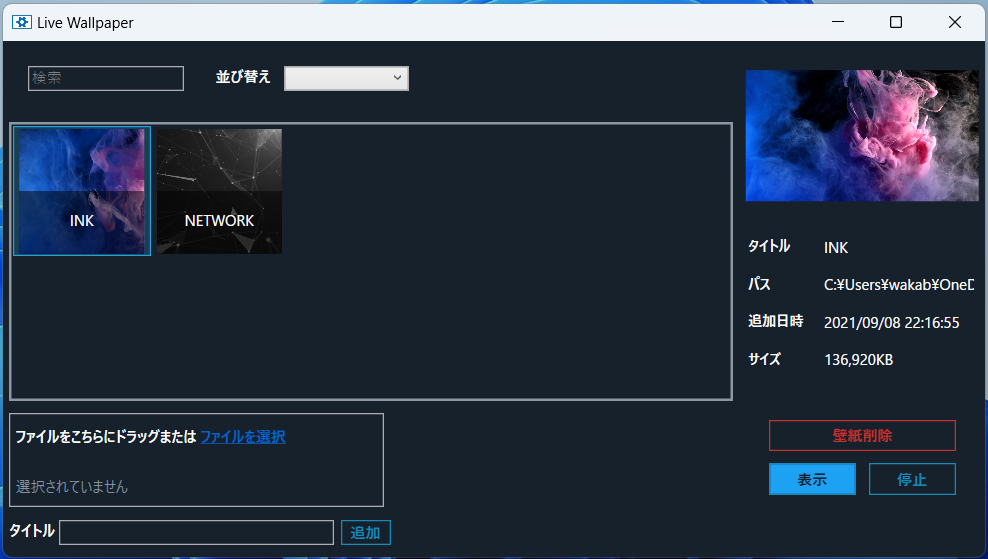 Live Wallpaper
検索
並び替え
INK
NETWORK
タイトル INK
パス C:¥Users¥wakab¥OneD
追加日時 2021/09/08 22:16:55
サイズ 136,920KB
ファイルをこちらにドラッグまたは ファイルを選択
選択されていません
タイトル 追加
壁紙削除
表示 停止